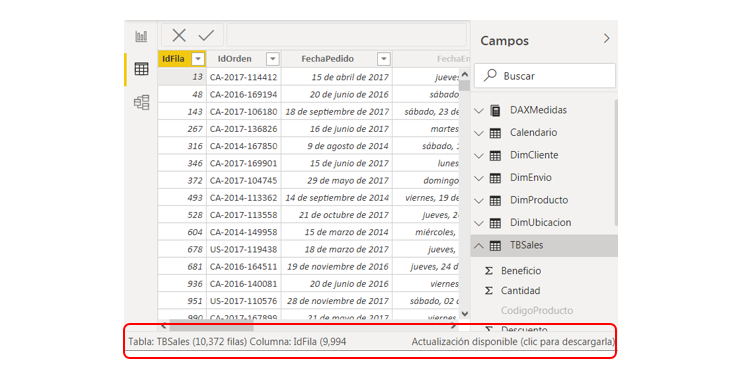 Campos
IdFila IdOrden FechaPedido FechaEn
Buscar
13 CA-2017-114412 15 de abril de 2017 jueves
48 CA-2016-169194 20 de junio de 2016 sábado
143 CA-2017-106180 18 de septiembre de 2017 sábado, 23 de
267 CA-2017-136826 16 de junio de 2017 martes
316 CA-2014-167850 9 de agosto de 2014 sábado,
346 CA-2017-169901 15 de junio de 2017 lunes
372 CA-2017-104745 29 de mayo de 2017 domingo
493 CA-2014-113362 14 de septiembre de 2014 viernes, 19 de
528 CA-2017-113558 21 de octubre de 2017 jueves, 2
604 CA-2014-149958 15 de marzo de 2014 miércoles,
678 US-2017-119438 18 de marzo de 2017 jueves,
681 CA-2016-164511 19 de noviembre de 2016 jueves, 24 d
936 CA-2016-140081 20 de junio de 2016 viernes
951 US-2017-110576 28 de noviembre de 2017 sábado, 02
990 CA-2017-167899 21 de mayo de 2017 viernes
DAXMedidas
Calendario
DimCliente
DimEnvio
DimProducto
DimUbicacion
TBSales
Beneficio
Cantidad
CodigoProducto
Descuento
Tabla: TBSales (10,372 filas) Columna: IdFila (9,994 Actualización disponible (clic para descargarla)